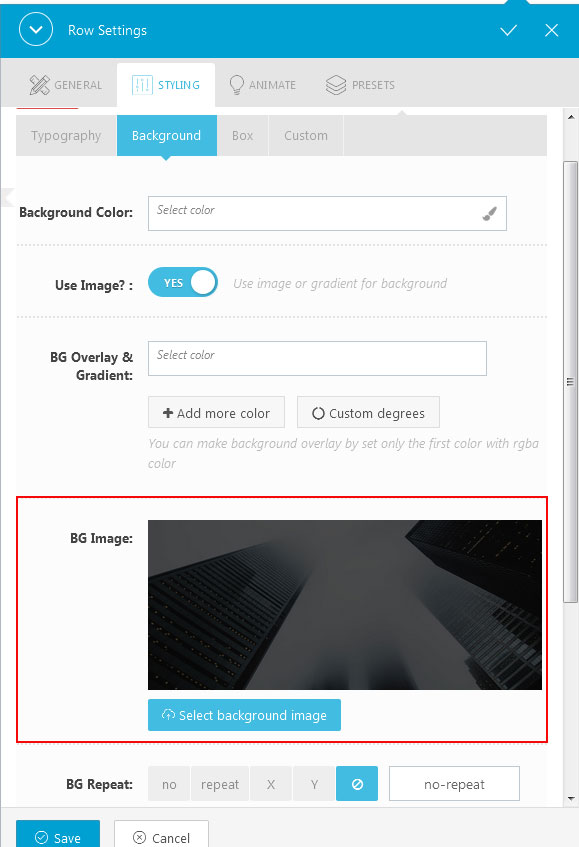 Row Settings
GENERAL STYLING ANIMATE PRESETS
Typography Background Box Custom
Background Color: Select color
Use Image? : YES Use image or gradient for background
BG Overlay & Select color
Gradient:
Add more color Custom degrees
You can make background overlay by set only the first color with rgba
color
BG Image:
Select background image
BG Repeat: no repeat X Y no-repeat
Save Cancel